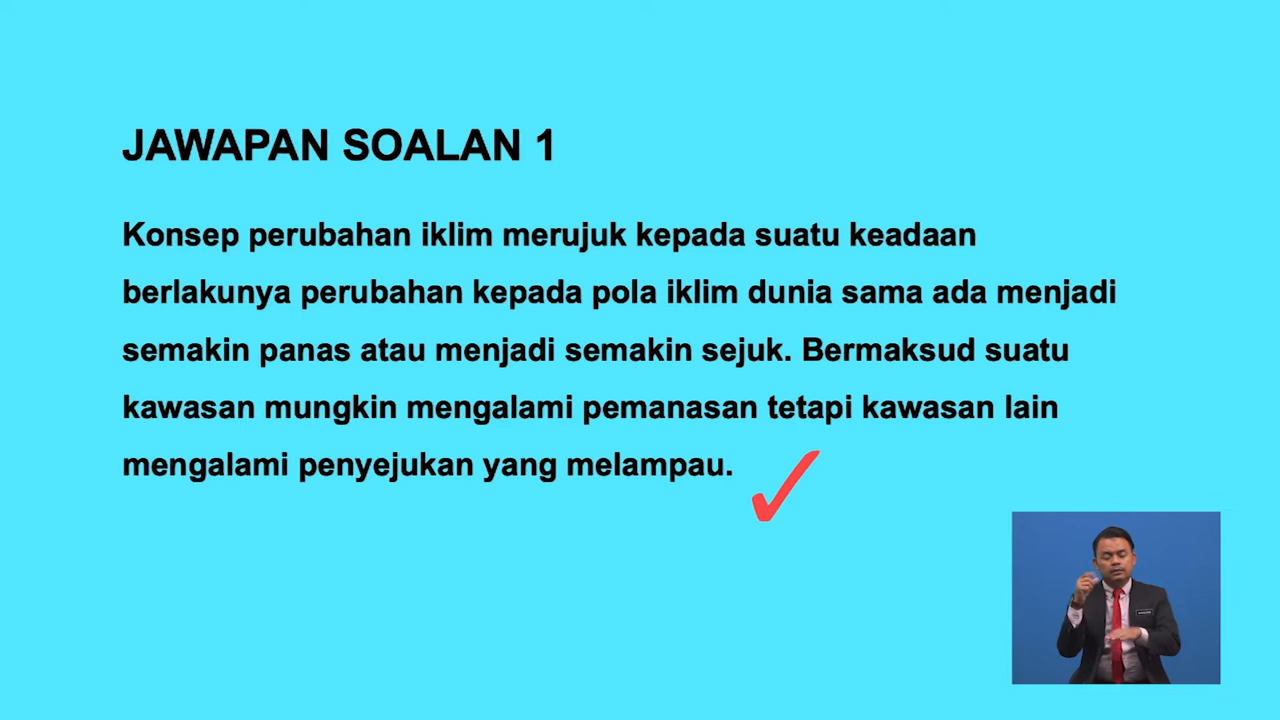 JAWAPAN SOALAN 1
Konsep perubahan iklim merujuk kepada suatu keadaan
berlakunya perubahan kepada pola iklim dunia sama ada menjadi
semakin panas atau menjadi semakin sejuk. Bermaksud suatu
kawasan mungkin mengalami pemanasan tetapi kawasan lain
mengalami penyejukan yang melampau.